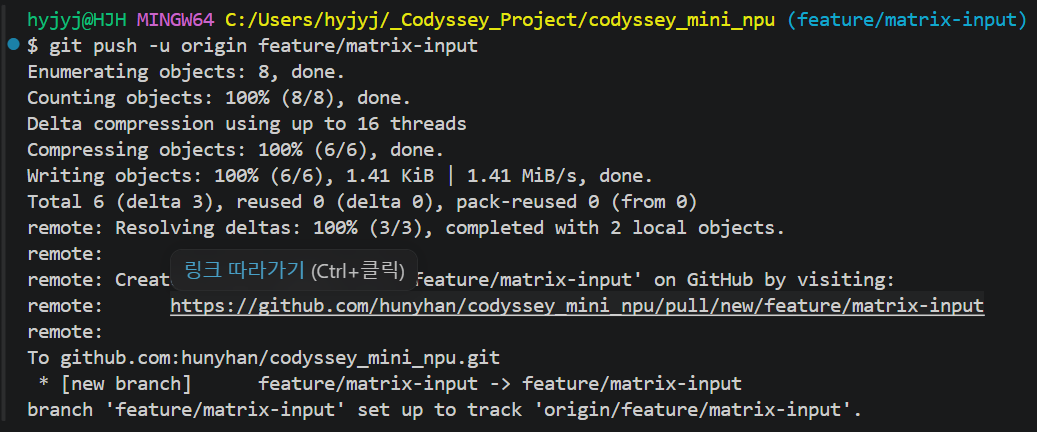 hyjyj@HJH MINGW64 C:/Users/hyjyj/_Codyssey_Project/codyssey_mini_npu (feature/matrix-input)
$ git push -u origin feature/matrix-input
Enumerating objects: 8, done.
Counting objects: 100% (8/8), done.
Delta compression using up to 16 threads
Compressing objects: 100% (6/6), done.
Writing objects: 100% (6/6), 1.41 KiB | 1.41 MiB/s, done.
Total 6 (delta 3), reused 0 (delta 0), pack-reused 0 (from 0)
remote: Resolving deltas: 100% (3/3), completed with 2 local objects.
remote:
링크 따라가기 (Ctrl+클릭)
remote: Creat feature/matrix-input' on GitHub by visiting:
remote:      https://github.com/hunyhan/codyssey_mini_npu/pull/new/feature/matrix-input
remote:
To github.com:hunyhan/codyssey_mini_npu.git
 * [new branch]      feature/matrix-input -> feature/matrix-input
branch 'feature/matrix-input' set up to track 'origin/feature/matrix-input'.